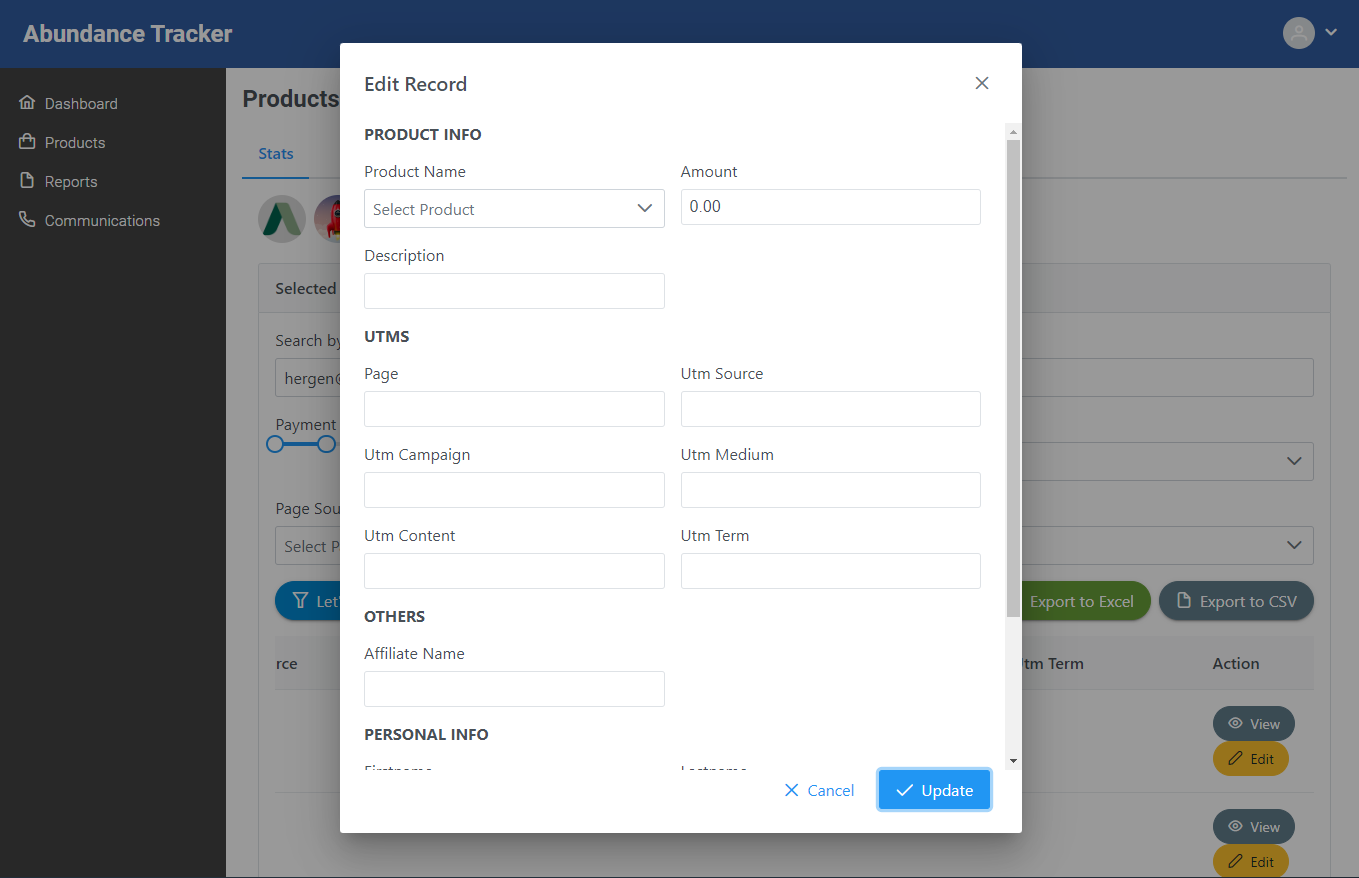 Abundance Tracker
Dashboard
Products
Reports
Communications
Products
Stats
Selected
Search by
hergen@
Payment
Page Sou
Select P
Let'
Export to Excel
Export to CSV
rce
tm Term
Action
View
Edit
View
Edit
Edit Record
PRODUCT INFO
Product Name
Amount
Select Product
0.00
Description
UTMS
Page
Utm Source
Utm Campaign
Utm Medium
Utm Content
Utm Term
OTHERS
Affiliate Name
PERSONAL INFO
Firstname
Lastname
Cancel
Update